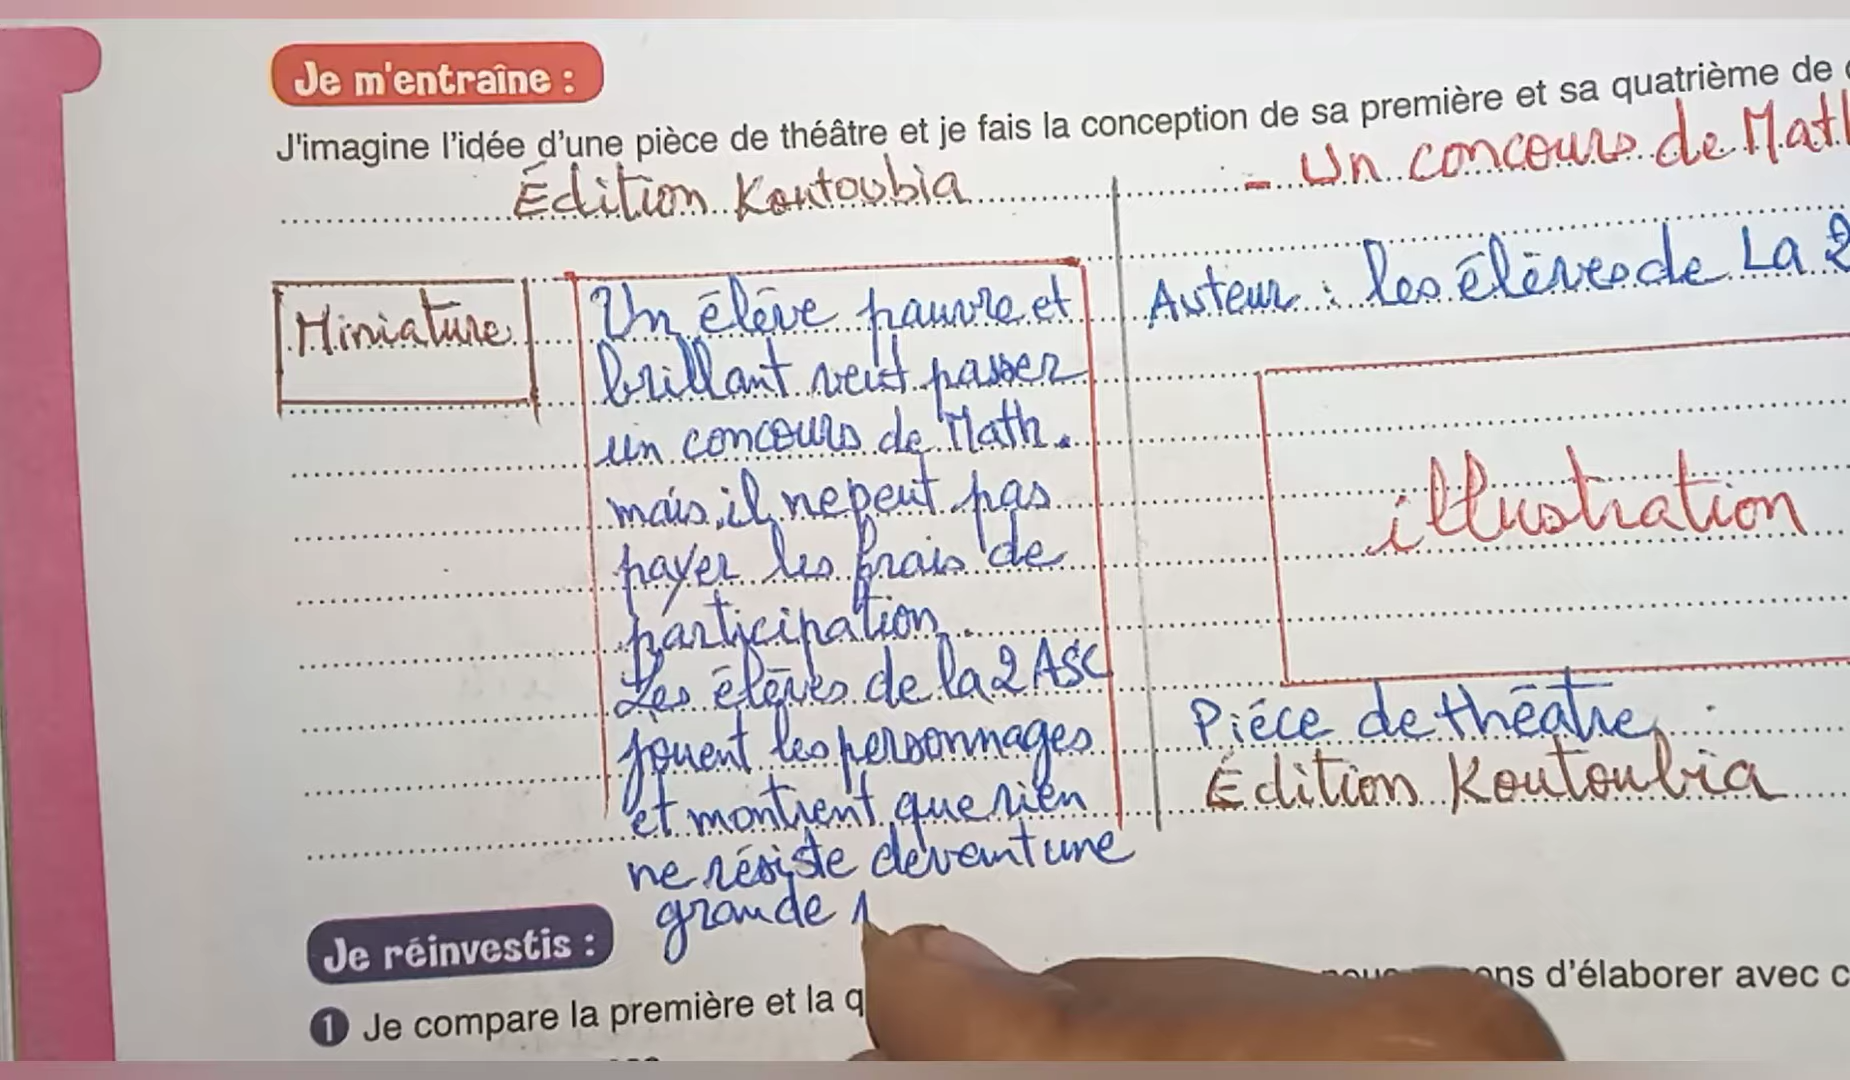 Je m'entraîne :
J'imagine l'idée d'une pièce de théâtre et je fais la conception de sa première et sa quatrième de
Édition Koutoubia
Miniature
Un élève pauvre et
brillant veut passer
un concours de Math.
mais il ne peut pas
payer les frais de
participation.
Les élèves de la 2 ASC
jouent les personnages
et montrent que rien
ne résiste devant une
grande
- Un concours de Math
Auteur : les élèves de La 2
illustration
Piéce de théâtre :
Édition Koutoubia
Je réinvestis :
1 Je compare la première et la q
d'élaborer avec